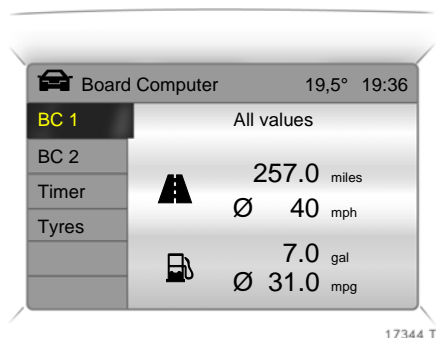 Board Computer 19,5° 19:36
BC 1 All values
BC 2
Timer
Tyres
257.0 miles
Ø 40 mph
7.0 gal
Ø 31.0 mpg
17344 T